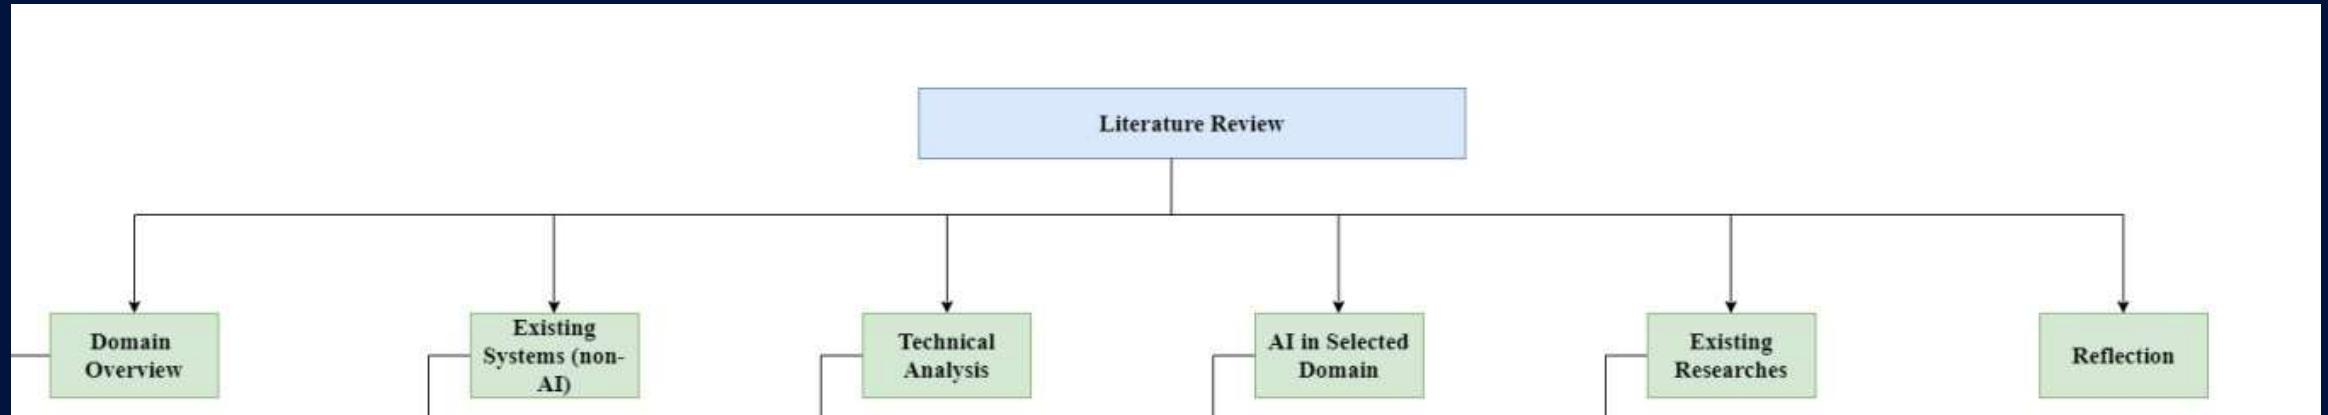 Literature Review
Domain
Overview
Existing
Systems (non-
AI)
Technical
Analysis
AI in Selected
Domain
Existing
Researches
Reflection